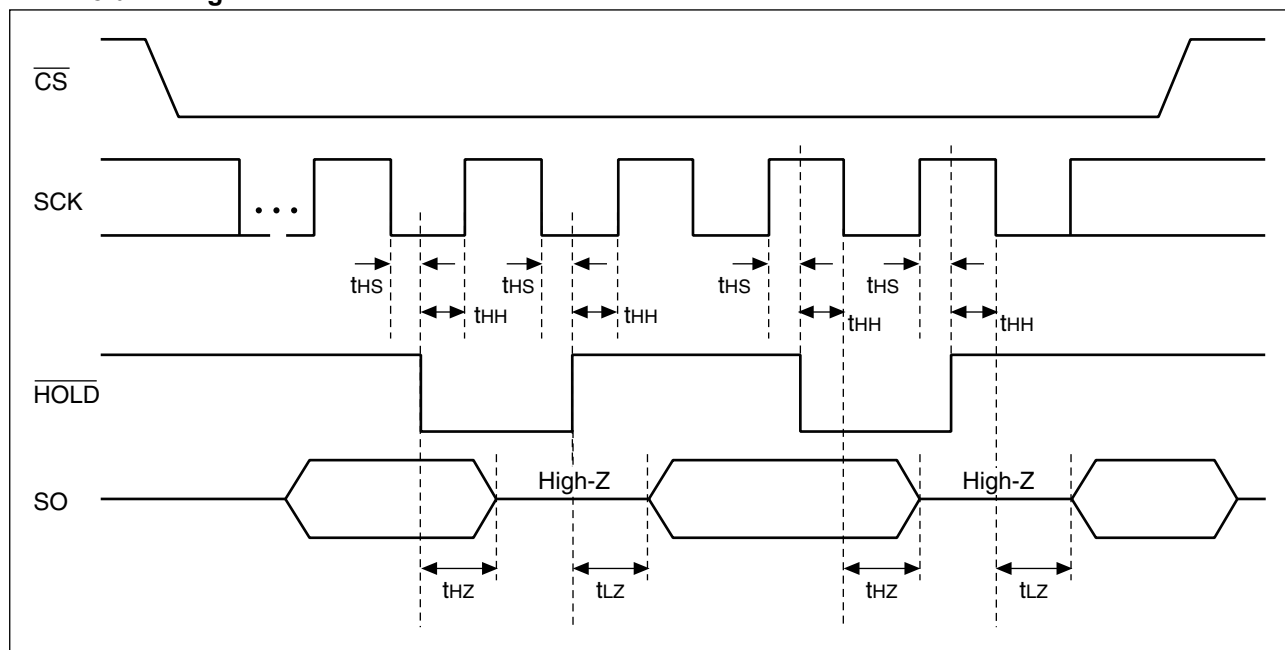 CS
SCK
• • •
tHS
tHS
tHS
tHS
tHH
tHH
tHH
tHH
HOLD
High-Z
High-Z
SO
tHZ
tLZ
tHZ
tLZ